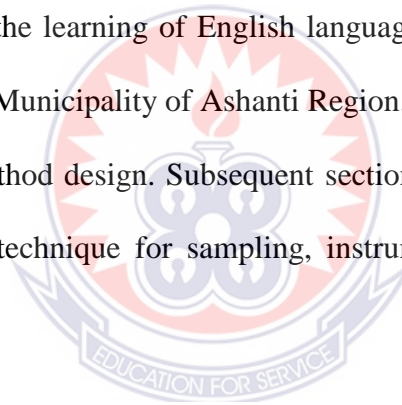 the learning of English languag
Municipality of Ashanti Region.
thod design. Subsequent section
technique for sampling, instru
EDUCATION FOR SERVICE